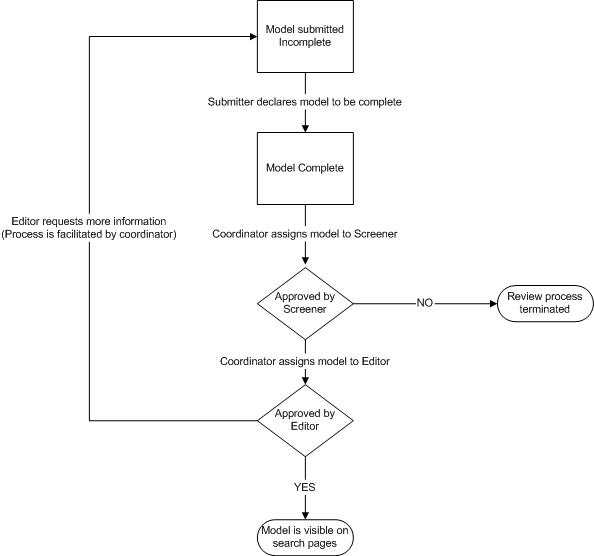 Model submitted
Incomplete
Submitter declares model to be complete
Model Complete
Editor requests more information
(Process is facilitated by coordinator)
Coordinator assigns model to Screener
Approved by
Screener
NO
Review process
terminated
Coordinator assigns model to Editor
Approved by
Editor
YES
Model is visible on
search pages